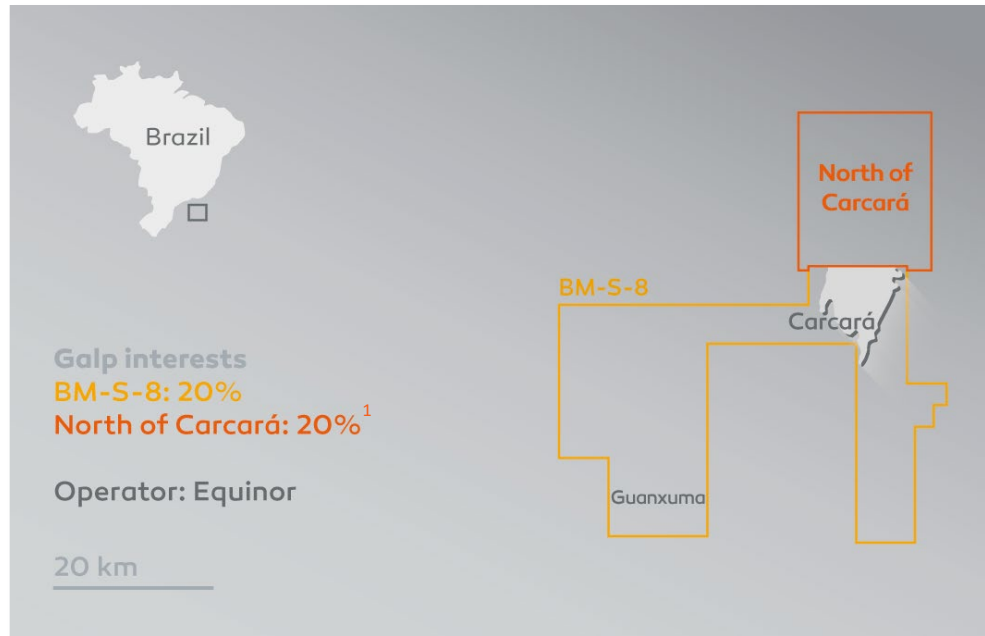 Brazil
North of
Carcará
BM-S-8
Carcará
Guanxuma
Galp interests
BM-S-8: 20%
North of Carcará: 20%¹
Operator: Equinor
20 km